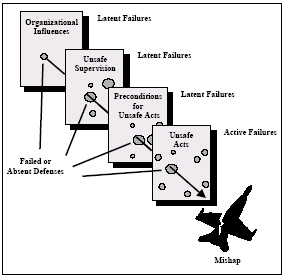 Organizational
Influences
Latent Failures
Unsafe
Supervision
Latent Failures
Preconditions
for
Unsafe Acts
Latent Failures
Unsafe
Acts
Active Failures
Failed or
Absent Defenses
Mishap